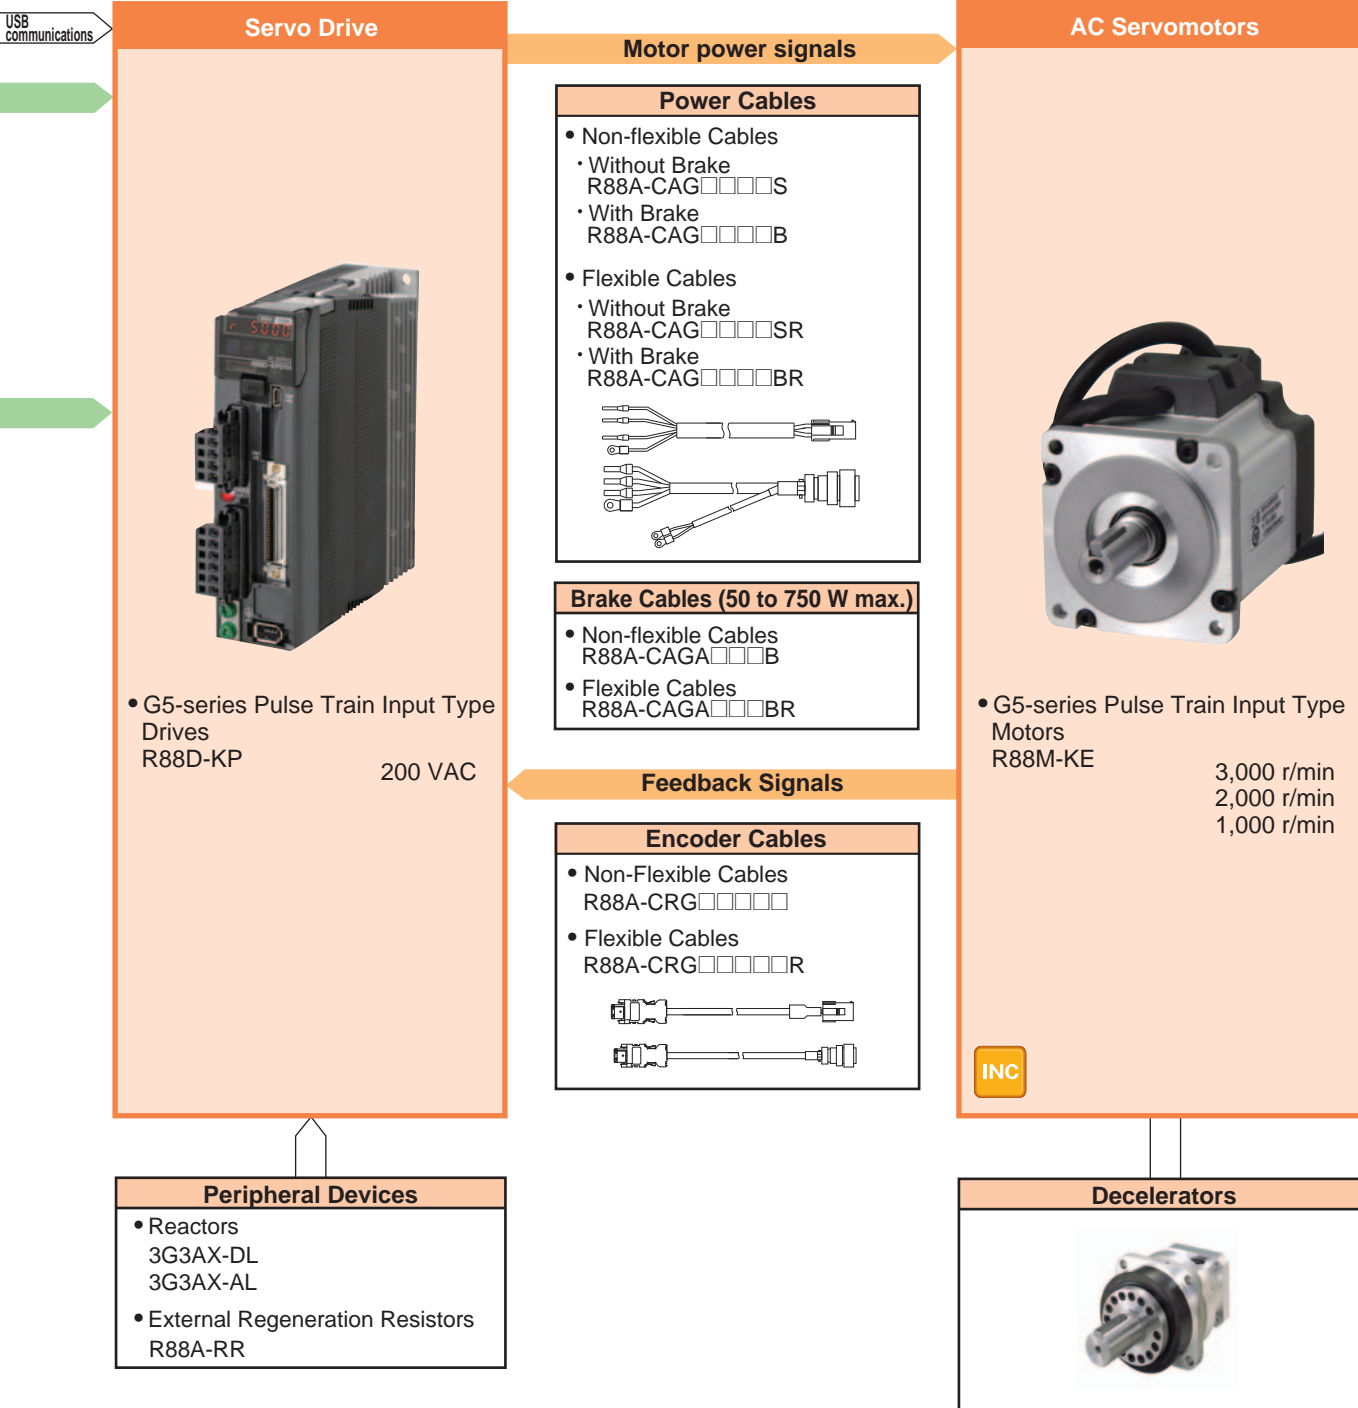 USB
communications
Servo Drive
• G5-series Pulse Train Input Type
Drives
R88D-KP
200 VAC
Motor power signals
Power Cables
• Non-flexible Cables
・Without Brake
R88A-CAG□□□□S
・With Brake
R88A-CAG□□□□B
• Flexible Cables
・Without Brake
R88A-CAG□□□□SR
・With Brake
R88A-CAG□□□□BR
Brake Cables (50 to 750 W max.)
• Non-flexible Cables
R88A-CAGA□□□B
• Flexible Cables
R88A-CAGA□□□BR
Feedback Signals
Encoder Cables
• Non-Flexible Cables
R88A-CRG□□□□□
• Flexible Cables
R88A-CRG□□□□□R
AC Servomotors
• G5-series Pulse Train Input Type
Motors
R88M-KE
3,000 r/min
2,000 r/min
1,000 r/min
INC
Peripheral Devices
• Reactors
3G3AX-DL
3G3AX-AL
• External Regeneration Resistors
R88A-RR
Decelerators